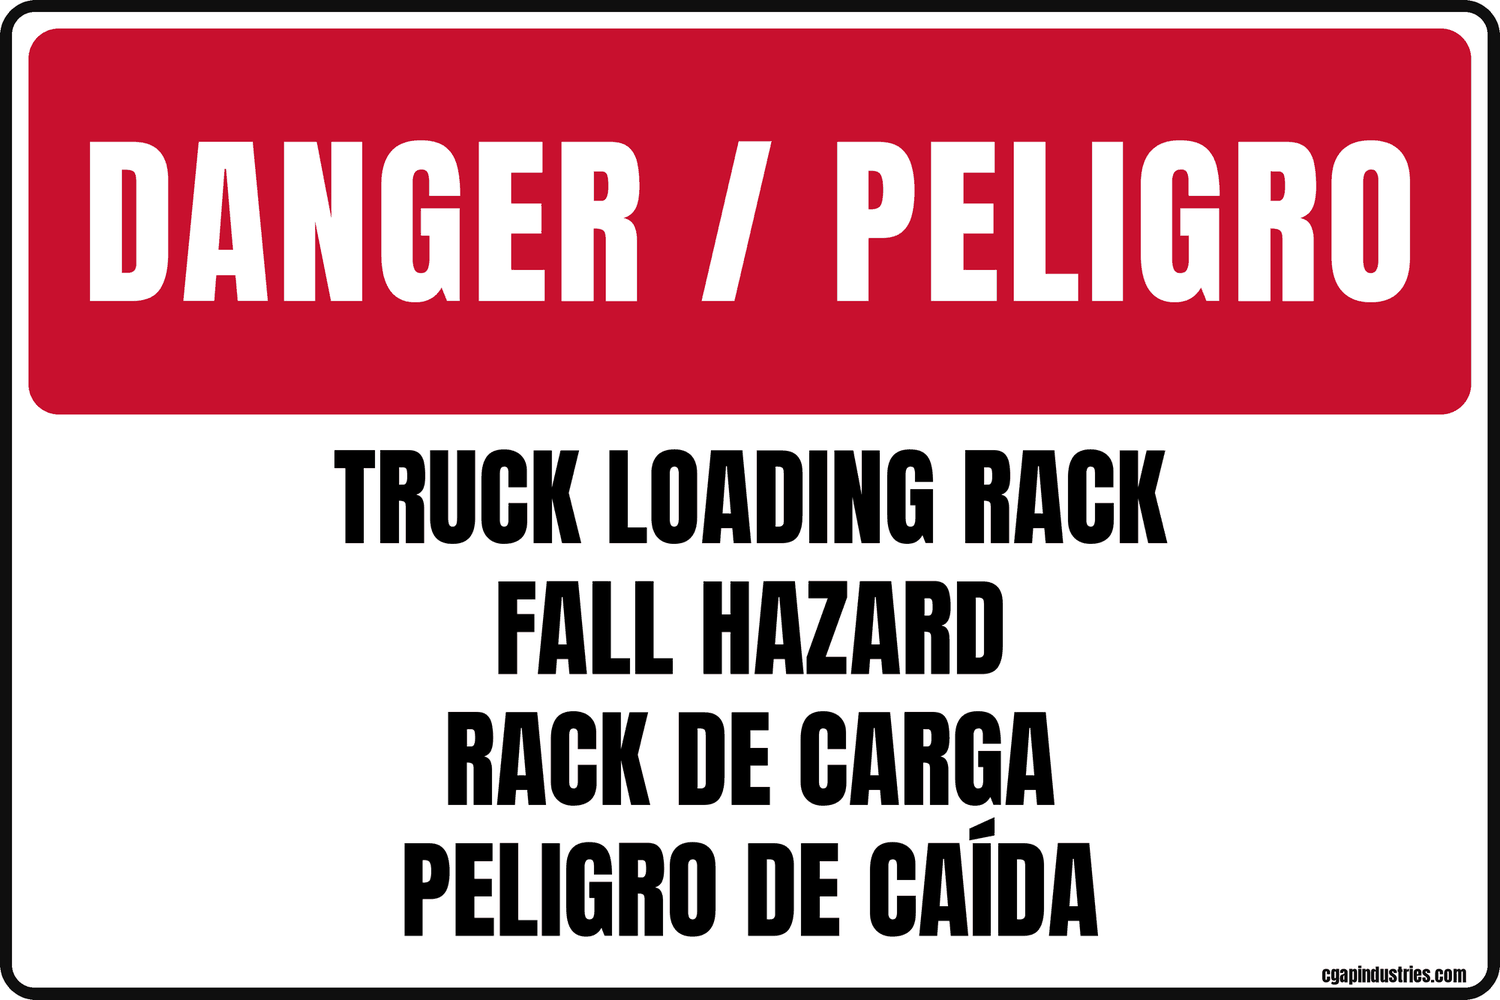 DANGER / PELIGRO
TRUCK LOADING RACK
FALL HAZARD
RACK DE CARGA
PELIGRO DE CAÍDA
cgapindustries.com